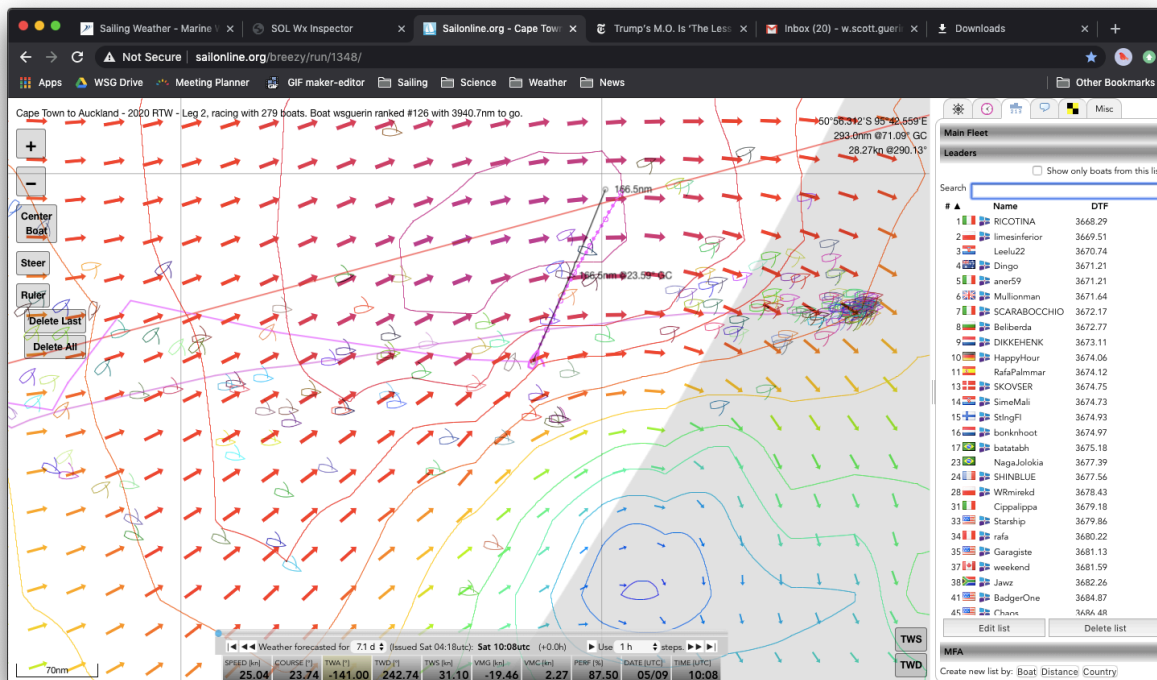 Sailing Weather - Marine W
SOL Wx Inspector
Sailonline.org - Cape Town
Trump's M.O. Is 'The Less
Inbox (20) - w.scott.gueri
Downloads
Not Secure | sailonline.org/breezy/run/1348/
Apps
WSG Drive
Meeting Planner
GIF maker-editor
Sailing
Science
Weather
News
Other Bookmarks
Cape Town to Auckland - 2020 RTW - Leg 2, racing with 279 boats. Boat wsguerin ranked #126 with 3940.7nm to go.
50°56.312'S 95°42.559'E
293.0nm @71.09° GC
28.27kn @290.13°
+
−
Center Boat
Steer
Ruler
Delete Last
Delete All
166.5nm
166.5nm @23.59° GC
70nm
TWS
TWD
Weather forecasted for 7.1 d (Issued Sat 04:18utc): Sat 10:08utc (+0.0h) Use 1 h steps.
SPEED [kn] COURSE [°] TWA [°] TWD [°] TWS [kn] VMG [kn] VMC [kn] PERF [%] DATE [UTC] TIME [UTC]
25.04 23.74 -141.00 242.74 31.10 -19.46 2.27 87.50 05/09 10:08
Misc
Main Fleet
Leaders
Show only boats from this lis
Search
# ▲ Name DTF
1 RICOTINA 3668.29
2 limesinferior 3669.51
3 Leelu22 3670.74
4 Dingo 3671.21
5 aner59 3671.21
6 Mullionman 3671.64
7 SCARABOCCHIO 3672.17
8 Beliberda 3672.77
9 DIKKEHENK 3673.11
10 HappyHour 3674.06
11 RafaPalmmar 3674.12
13 SKOVSER 3674.75
14 SimeMali 3674.73
15 StIngFI 3674.93
16 bonknhoot 3674.97
17 batatabh 3675.18
23 NagaJolokia 3677.39
24 SHINBLUE 3677.56
28 WRmirekd 3678.43
31 Cippalippa 3679.18
33 Starship 3679.86
34 rafa 3680.22
35 Garagiste 3681.13
37 weekend 3681.59
38 Jawz 3682.26
41 BadgerOne 3684.87
45 Chaos 3686.48
Edit list
Delete list
MFA
Create new list by: Boat Distance Country